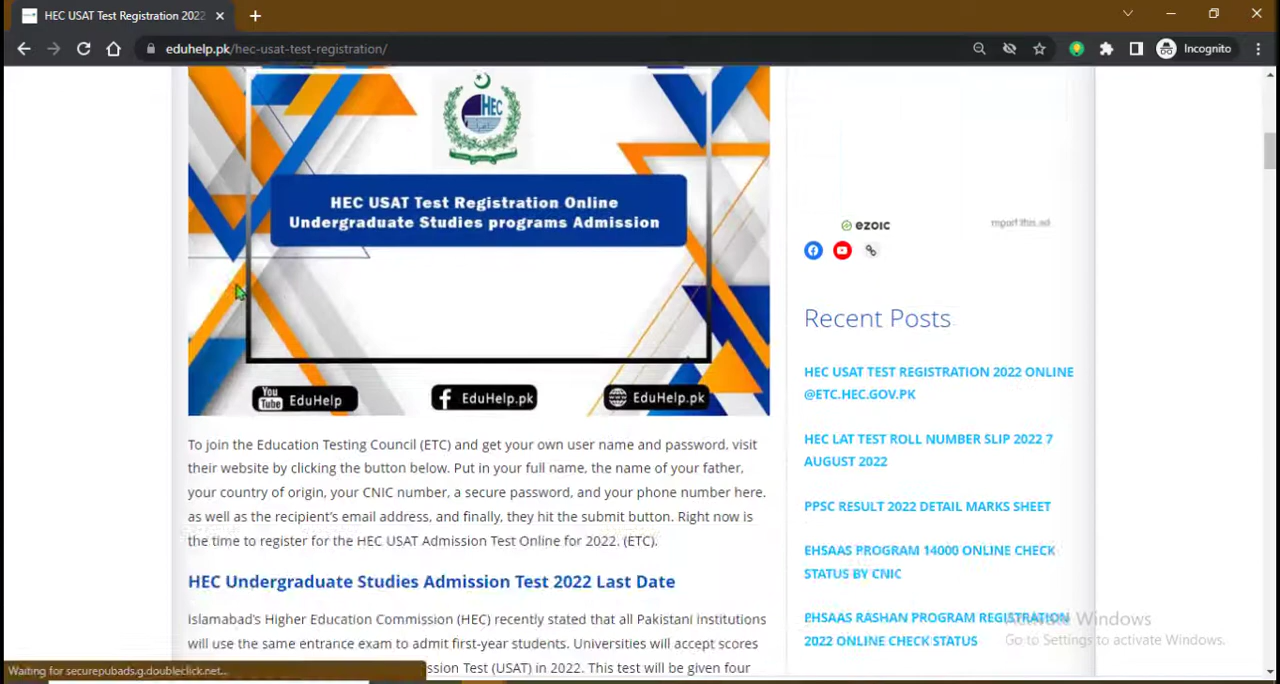 HEC USAT Test Registration 2022
eduhelp.pk/hec-usat-test-registration/
Incognito
HEC
HEC USAT Test Registration Online
Undergraduate Studies programs Admission
You Tube EduHelp
EduHelp.pk
EduHelp.pk
To join the Education Testing Council (ETC) and get your own user name and password, visit
their website by clicking the button below. Put in your full name, the name of your father,
your country of origin, your CNIC number, a secure password, and your phone number here.
as well as the recipient's email address, and finally, they hit the submit button. Right now is
the time to register for the HEC USAT Admission Test Online for 2022. (ETC).
HEC Undergraduate Studies Admission Test 2022 Last Date
Islamabad's Higher Education Commission (HEC) recently stated that all Pakistani institutions
will use the same entrance exam to admit first-year students. Universities will accept scores
ssion Test (USAT) in 2022. This test will be given four
Waiting for securepubads.g.doubleclick.net...
ezoic
report this ad
Recent Posts
HEC USAT TEST REGISTRATION 2022 ONLINE
@ETC.HEC.GOV.PK
HEC LAT TEST ROLL NUMBER SLIP 2022 7
AUGUST 2022
PPSC RESULT 2022 DETAIL MARKS SHEET
EHSAAS PROGRAM 14000 ONLINE CHECK
STATUS BY CNIC
EHSAAS RASHAN PROGRAM REGISTRATION
2022 ONLINE CHECK STATUS
Activate Windows
Go to Settings to activate Windows.